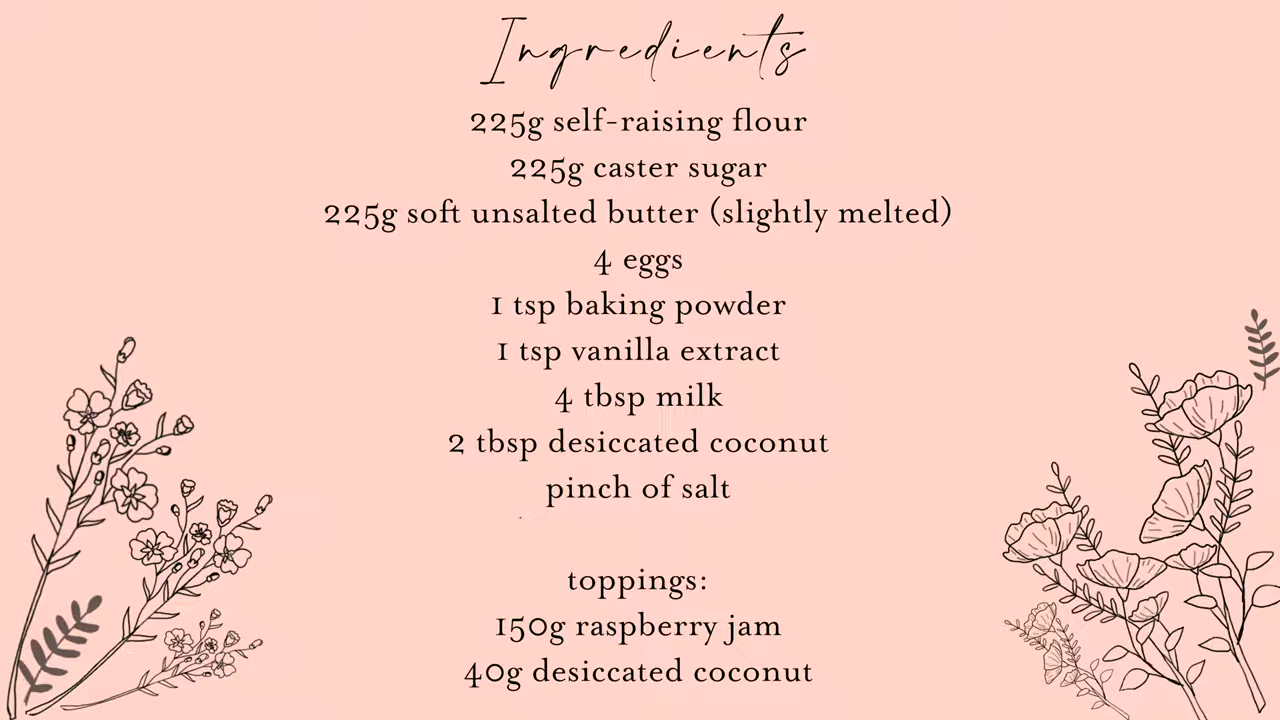 Ingredients
225g self-raising flour
225g caster sugar
225g soft unsalted butter (slightly melted)
4 eggs
1 tsp baking powder
1 tsp vanilla extract
4 tbsp milk
2 tbsp desiccated coconut
pinch of salt
toppings:
150g raspberry jam
40g desiccated coconut